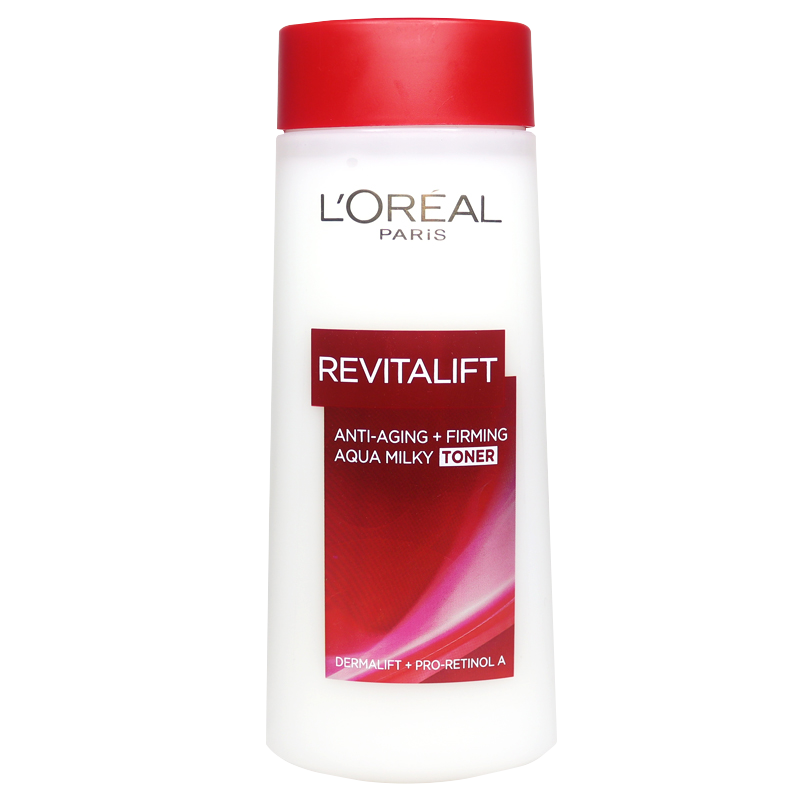 L'ORÉAL
PARiS
REVITALIFT
ANTI-AGING + FIRMING
AQUA MILKY TONER
DERMALIFT + PRO-RETINOL A